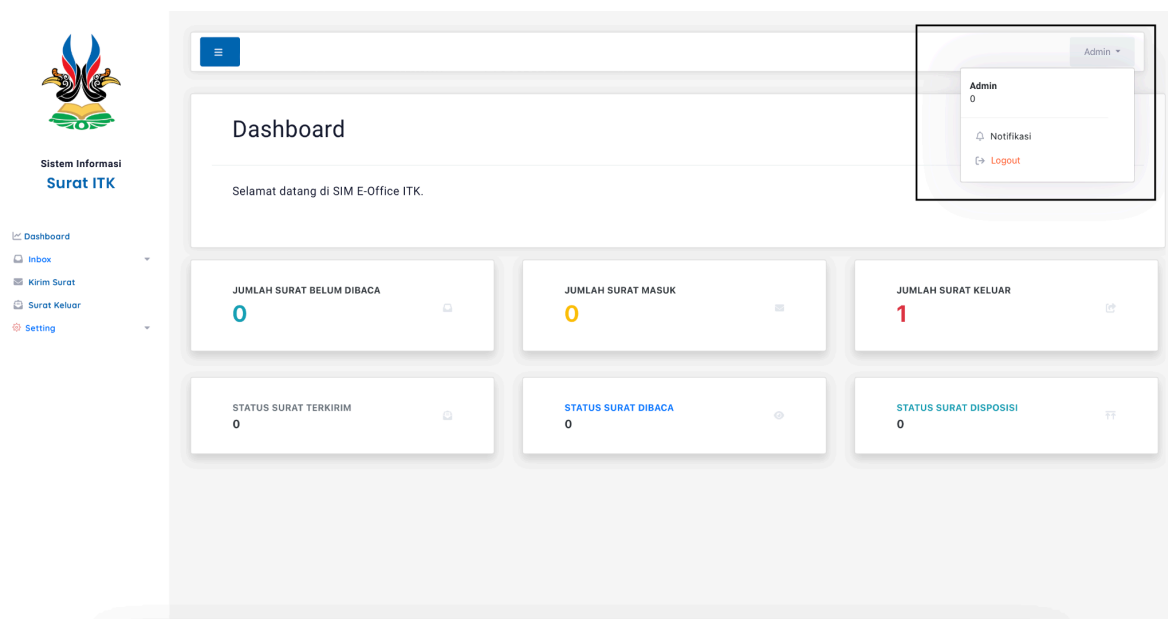 Sistem Informasi
Surat ITK
Dashboard
Inbox
Kirim Surat
Surat Keluar
Setting
Admin
Admin
0
Notifikasi
Logout
Dashboard
Selamat datang di SIM E-Office ITK.
JUMLAH SURAT BELUM DIBACA
0
JUMLAH SURAT MASUK
0
JUMLAH SURAT KELUAR
1
STATUS SURAT TERKIRIM
0
STATUS SURAT DIBACA
0
STATUS SURAT DISPOSISI
0